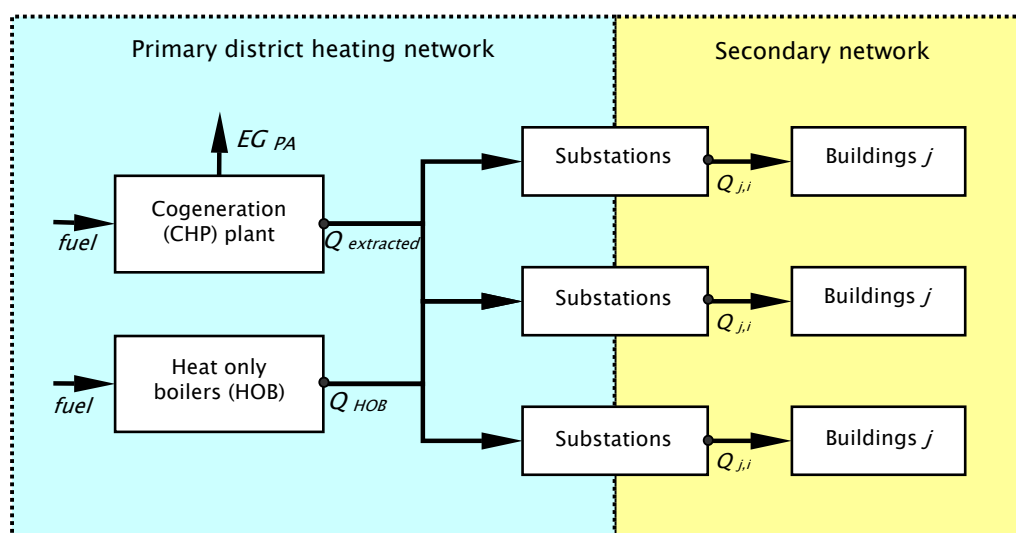 Primary district heating network
Secondary network
EG PA
Substations
Buildings j
Q j,i
Cogeneration
(CHP) plant
fuel
Q extracted
Substations
Buildings j
Q j,i
Heat only
boilers (HOB)
fuel
Q HOB
Substations
Buildings j
Q j,i